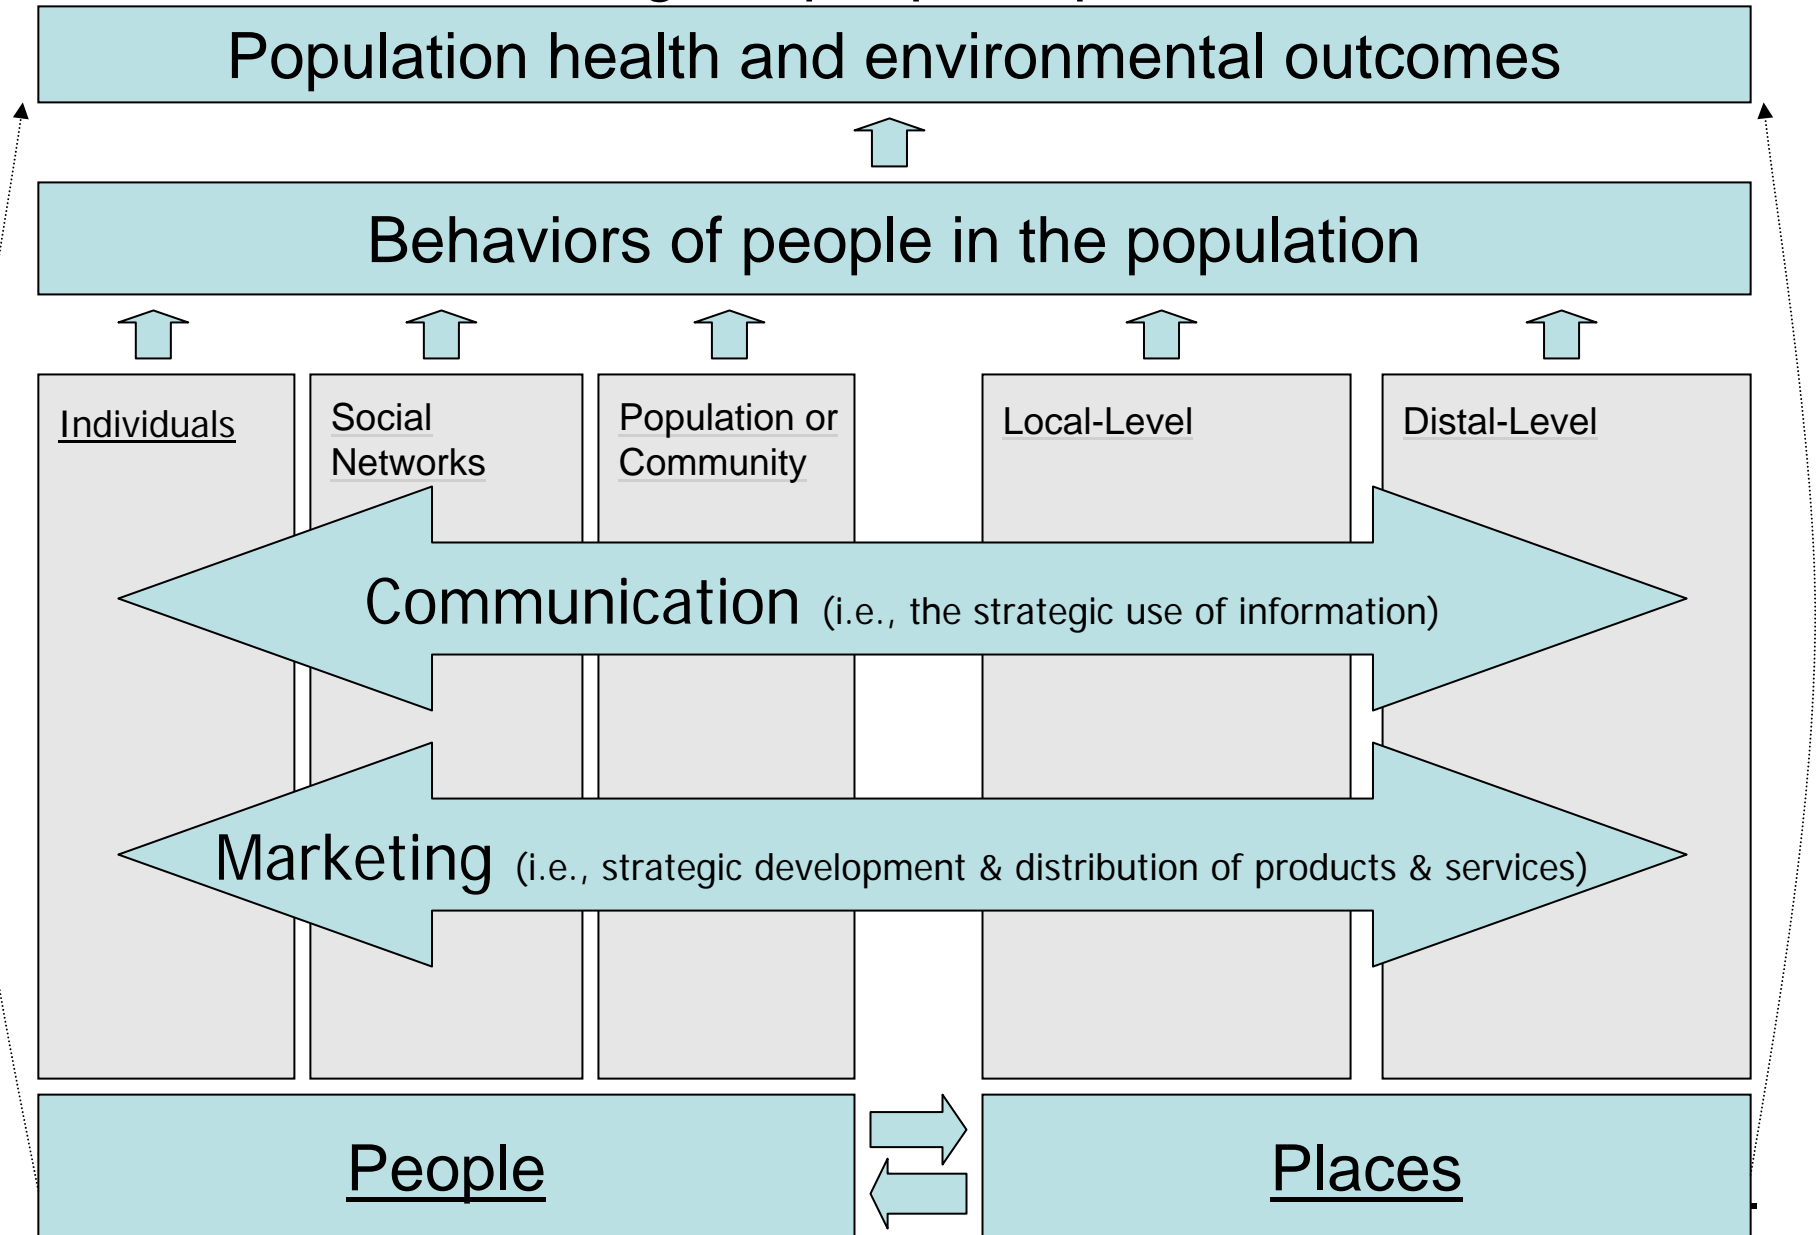 Population health and environmental outcomes
Behaviors of people in the population
Individuals
Social
Networks
Population or
Community
Local-Level
Distal-Level
Communication (i.e., the strategic use of information)
Marketing (i.e., strategic development & distribution of products & services)
People
Places